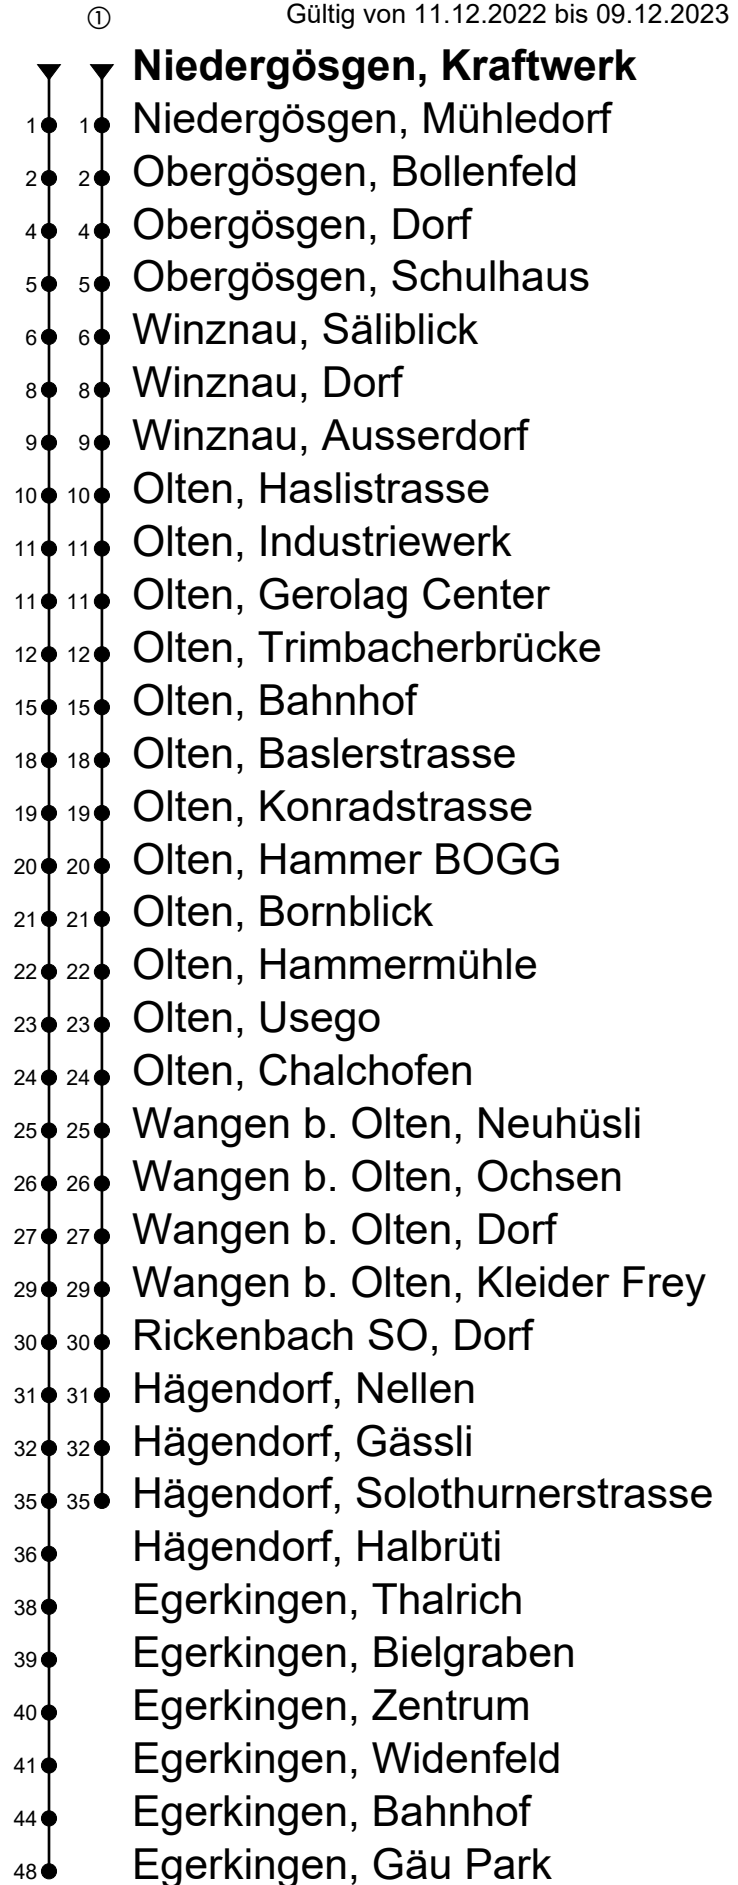 ① Gültig von 11.12.2022 bis 09.12.2023
Niedergösgen, Kraftwerk
1 1 Niedergösgen, Mühledorf
2 2 Obergösgen, Bollenfeld
4 4 Obergösgen, Dorf
5 5 Obergösgen, Schulhaus
6 6 Winznau, Säliblick
8 8 Winznau, Dorf
9 9 Winznau, Ausserdorf
10 10 Olten, Haslistrasse
11 11 Olten, Industriewerk
11 11 Olten, Gerolag Center
12 12 Olten, Trimbacherbrücke
15 15 Olten, Bahnhof
18 18 Olten, Baslerstrasse
19 19 Olten, Konradstrasse
20 20 Olten, Hammer BOGG
21 21 Olten, Bornblick
22 22 Olten, Hammermühle
23 23 Olten, Usego
24 24 Olten, Chalchofen
25 25 Wangen b. Olten, Neuhüsli
26 26 Wangen b. Olten, Ochsen
27 27 Wangen b. Olten, Dorf
29 29 Wangen b. Olten, Kleider Frey
30 30 Rickenbach SO, Dorf
31 31 Hägendorf, Nellen
32 32 Hägendorf, Gässli
35 35 Hägendorf, Solothurnerstrasse
36 Hägendorf, Halbrüti
38 Egerkingen, Thalrich
39 Egerkingen, Bielgraben
40 Egerkingen, Zentrum
41 Egerkingen, Widenfeld
44 Egerkingen, Bahnhof
48 Egerkingen, Gäu Park